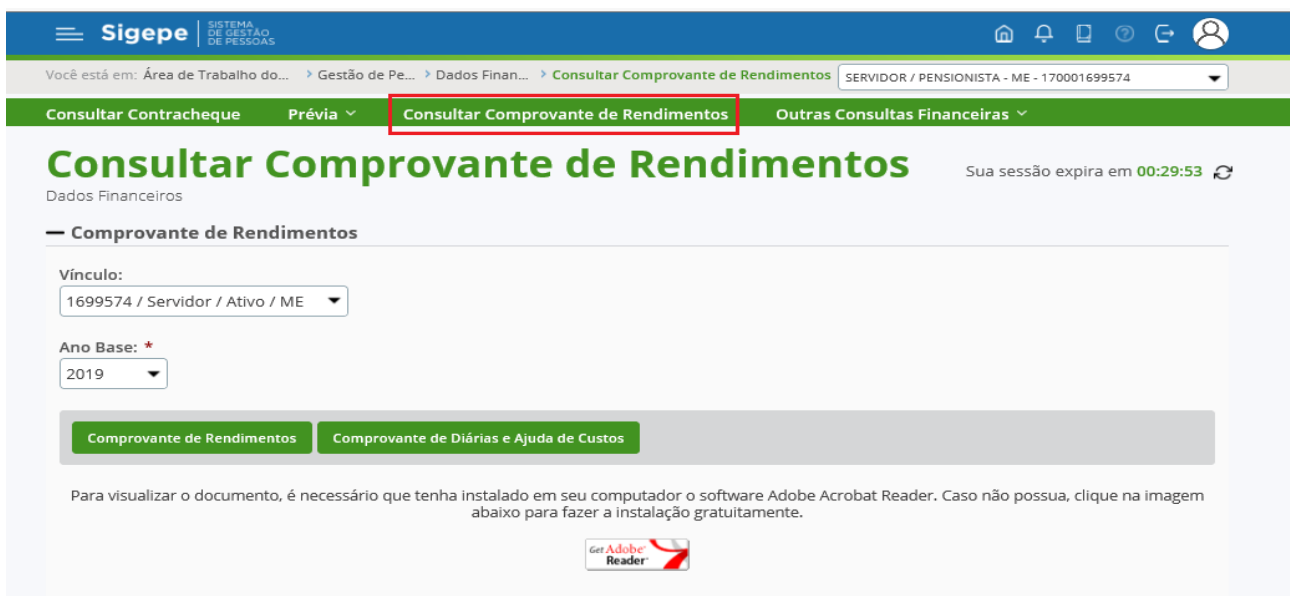 Sigepe
SISTEMA
DE GESTÃO
DE PESSOAS
Você está em: Área de Trabalho do... > Gestão de Pe... > Dados Finan... > Consultar Comprovante de Rendimentos
SERVIDOR / PENSIONISTA - ME - 170001699574
Consultar Contracheque Prévia Consultar Comprovante de Rendimentos Outras Consultas Financeiras
Consultar Comprovante de Rendimentos
Sua sessão expira em 00:29:53
Dados Financeiros
Comprovante de Rendimentos
Vínculo:
1699574 / Servidor / Ativo / ME
Ano Base: *
2019
Comprovante de Rendimentos Comprovante de Diárias e Ajuda de Custos
Para visualizar o documento, é necessário que tenha instalado em seu computador o software Adobe Acrobat Reader. Caso não possua, clique na imagem
abaixo para fazer a instalação gratuitamente.
Get Adobe
Reader